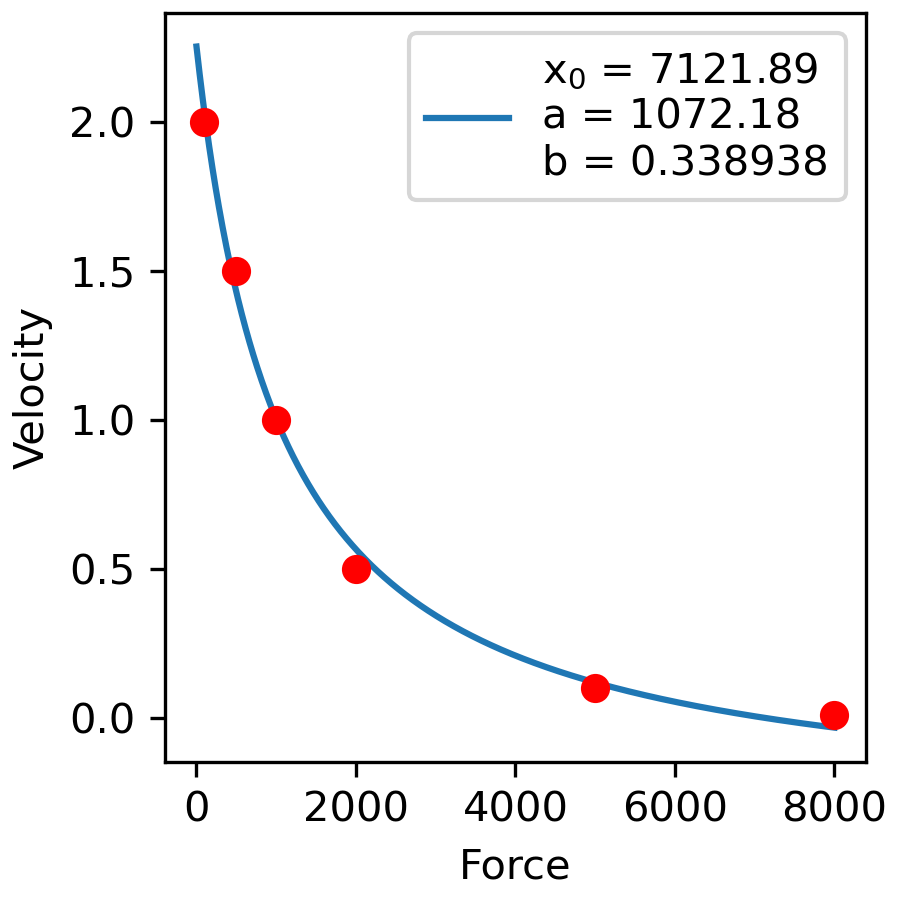 x₀ = 7121.89
a = 1072.18
b = 0.338938
Velocity
2.0
1.5
1.0
0.5
0.0
0 2000 4000 6000 8000
Force